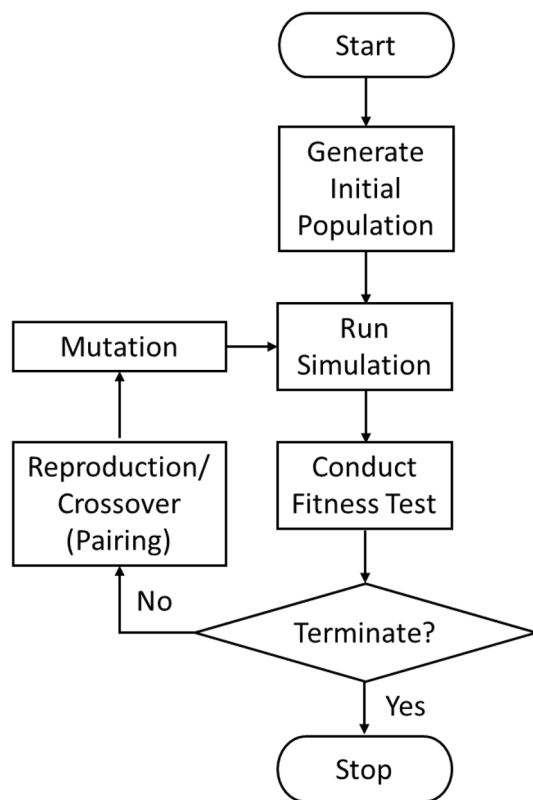 Start
Generate
Initial
Population
Mutation
Run
Simulation
Reproduction/
Crossover
(Pairing)
Conduct
Fitness Test
No
Terminate?
Yes
Stop